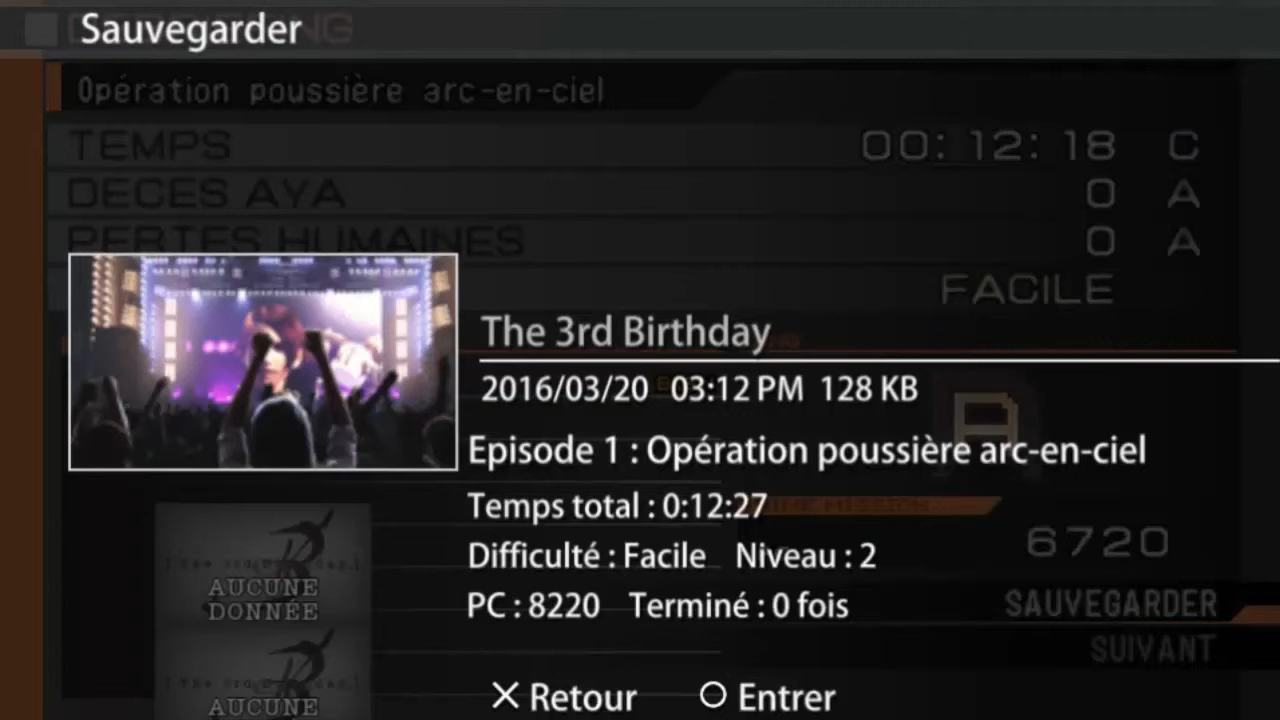 Sauvegarder
Opération poussière arc-en-ciel
TEMPS 00: 12: 18 C
DECES AYA 0 A
PERTES HUMAINES 0 A
FACILE
The 3rd Birthday
2016/03/20 03:12 PM 128 KB
Episode 1 : Opération poussière arc-en-ciel
Temps total : 0:12:27
Difficulté : Facile Niveau : 2
PC : 8220 Terminé : 0 fois
6720
AUCUNE
DONNÉE
SAUVEGARDER
SUIVANT
AUCUNE
X Retour O Entrer